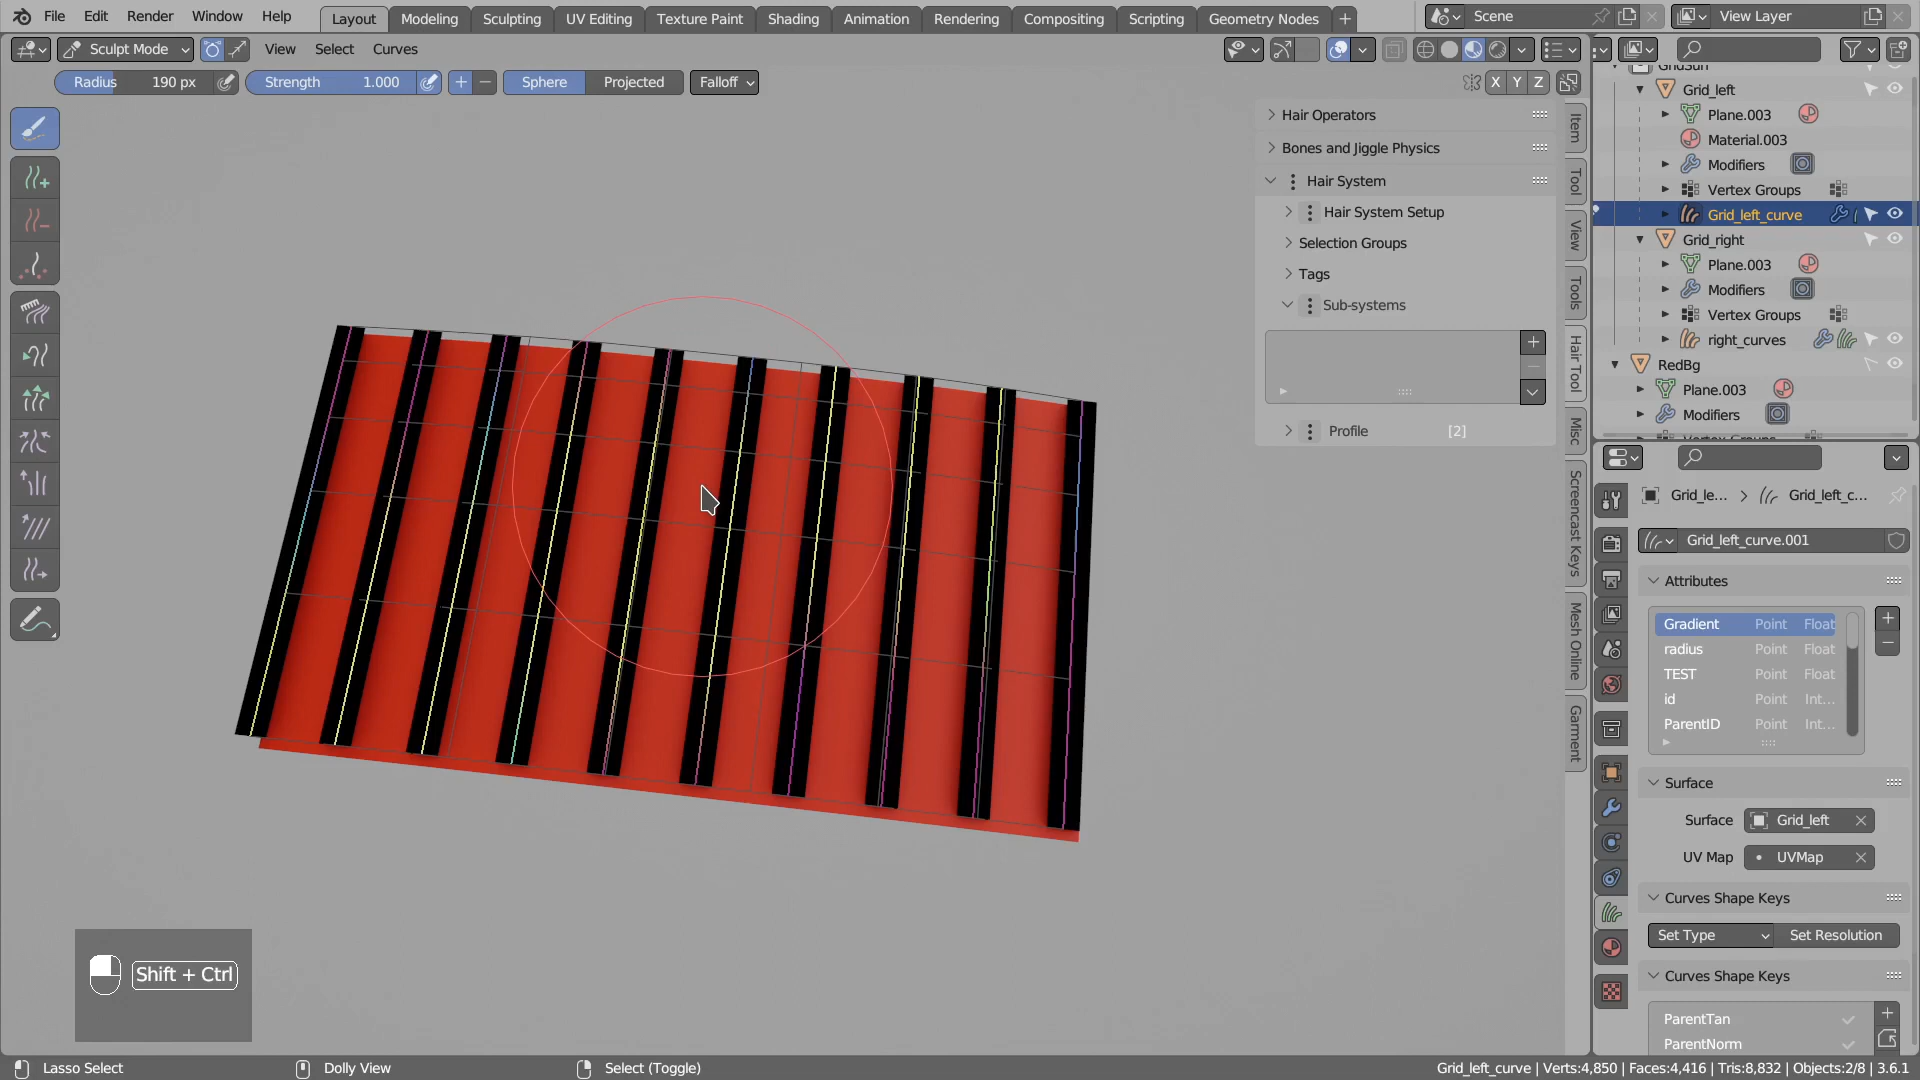 File Edit Render Window Help Layout Modeling Sculpting UV Editing Texture Paint Shading Animation Rendering Compositing Scripting Geometry Nodes + Scene View Layer
Sculpt Mode View Select Curves
Radius 190 px Strength 1.000 + − Sphere Projected Falloff X Y Z
Hair Operators
Bones and Jiggle Physics
Hair System
Hair System Setup
Selection Groups
Tags
Sub-systems
Profile [2]
Item
Tool
View
Tools
Hair Tool
Misc
Screencast Keys
Mesh Online
Garment
GridSun
Grid_left
Plane.003
Material.003
Modifiers
Vertex Groups
Grid_left_curve
Grid_right
Plane.003
Modifiers
Vertex Groups
right_curves
RedBg
Plane.003
Modifiers
Vertex Groups
Grid_le... Grid_left_c...
Grid_left_curve.001
Attributes
Gradient Point Float
radius Point Float
TEST Point Float
id Point Int...
ParentID Point Int...
Surface
Surface Grid_left
UV Map UVMap
Curves Shape Keys
Set Type Set Resolution
Curves Shape Keys
ParentTan
ParentNorm
Shift + Ctrl
Lasso Select Dolly View Select (Toggle) Grid_left_curve | Verts:4,850 | Faces:4,416 | Tris:8,832 | Objects:2/8 | 3.6.1